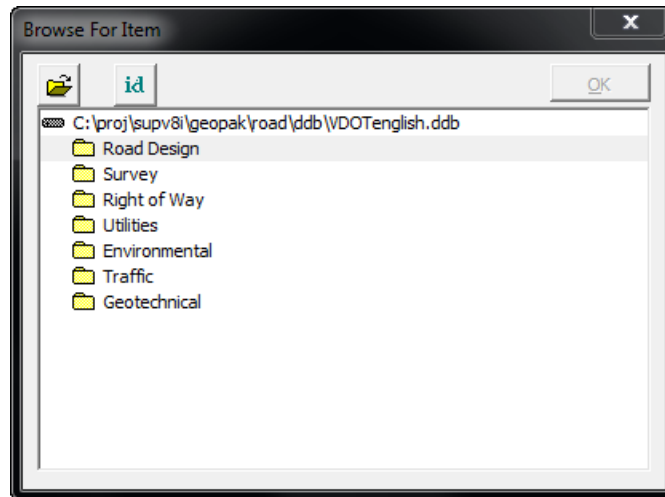 Browse For Item
X
id
OK
C:\proj\supv8i\geopak\road\ddb\VDOTenglish.ddb
Road Design
Survey
Right of Way
Utilities
Environmental
Traffic
Geotechnical